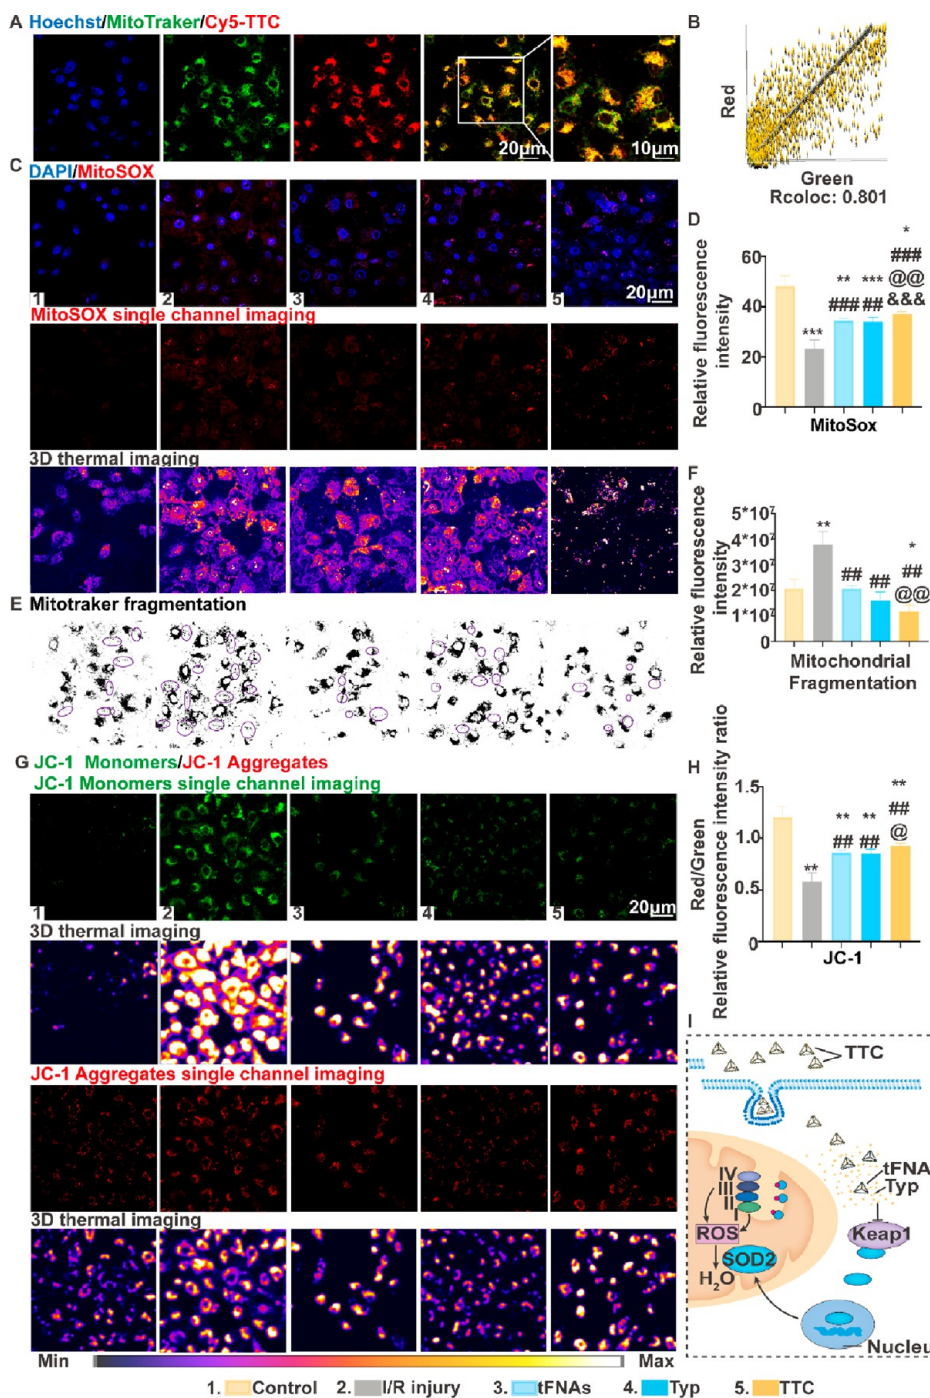 A Hoechst/MitoTraker/Cy5-TTC
20μm
10μm
B
Red
Green
Rcoloc: 0.801
C DAPI/MitoSOX
1
2
3
4
5
20μm
MitoSOX single channel imaging
3D thermal imaging
D
Relative fluorescence
intensity
60
40
20
0
***
**
###
***
##
*
###
@@
&&&
MitoSox
E Mitotraker fragmentation
F
Relative fluorescence
intensity
5*10⁷
4*10⁷
3*10⁷
2*10⁷
1*10⁷
0
**
##
##
*
##
@@
Mitochondrial
Fragmentation
G JC-1 Monomers/JC-1 Aggregates
JC-1 Monomers single channel imaging
1
2
3
4
5
20μm
3D thermal imaging
JC-1 Aggregates single channel imaging
3D thermal imaging
Min
Max
H
Red/Green
Relative fluorescence intensity ratio
1.5
1.0
0.5
0
**
**
##
**
##
**
##
@
JC-1
I
TTC
tFNA
Typ
IV
III
II
I
ROS
SOD2
H₂O
Keap1
Nucleu
1. Control 2. I/R injury 3. tFNAs 4. Typ 5. TTC